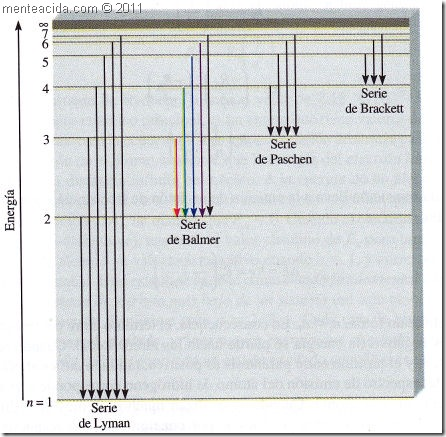 menteacida.com © 2011
∞
7
6
5
4
3
2
n = 1
Energía
Serie
de Brackett
Serie
de Paschen
Serie
de Balmer
Serie
de Lyman